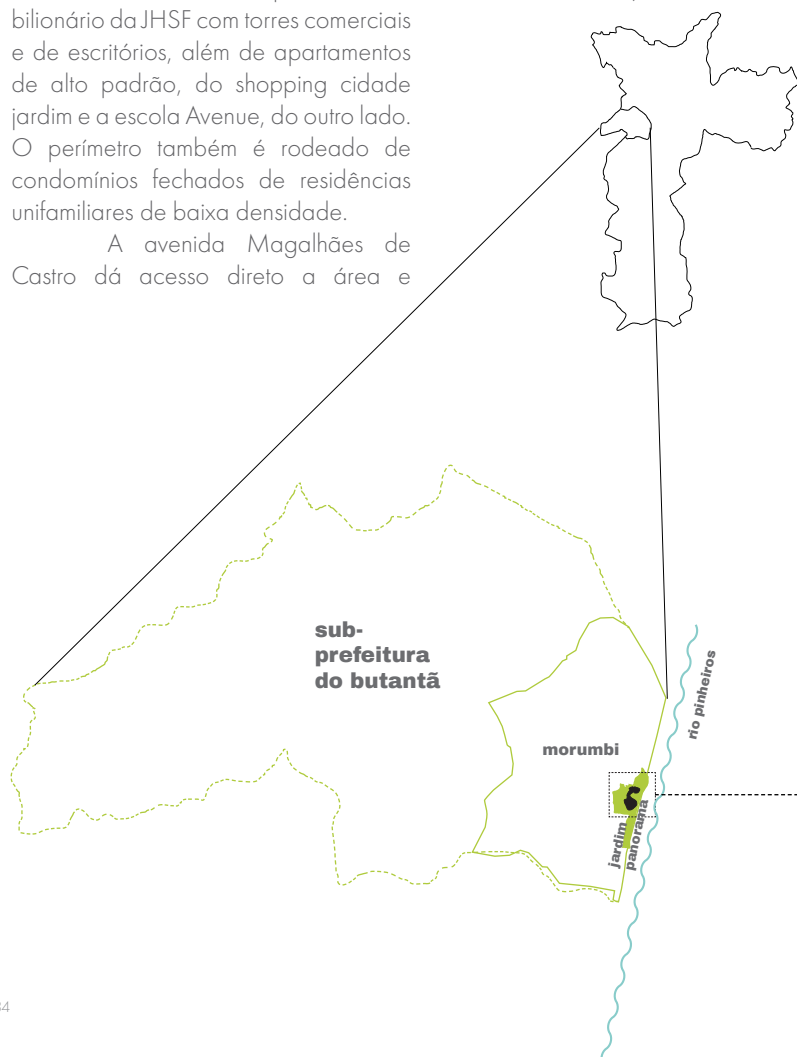 bilionário da JHSF com torres comerciais
e de escritórios, além de apartamentos
de alto padrão, do shopping cidade
jardim e a escola Avenue, do outro lado.
O perímetro também é rodeado de
condomínios fechados de residências
unifamiliares de baixa densidade.
A avenida Magalhães de
Castro dá acesso direto a área e
sub-
prefeitura
do butantã
rio pinheiros
morumbi
jardim
panorama